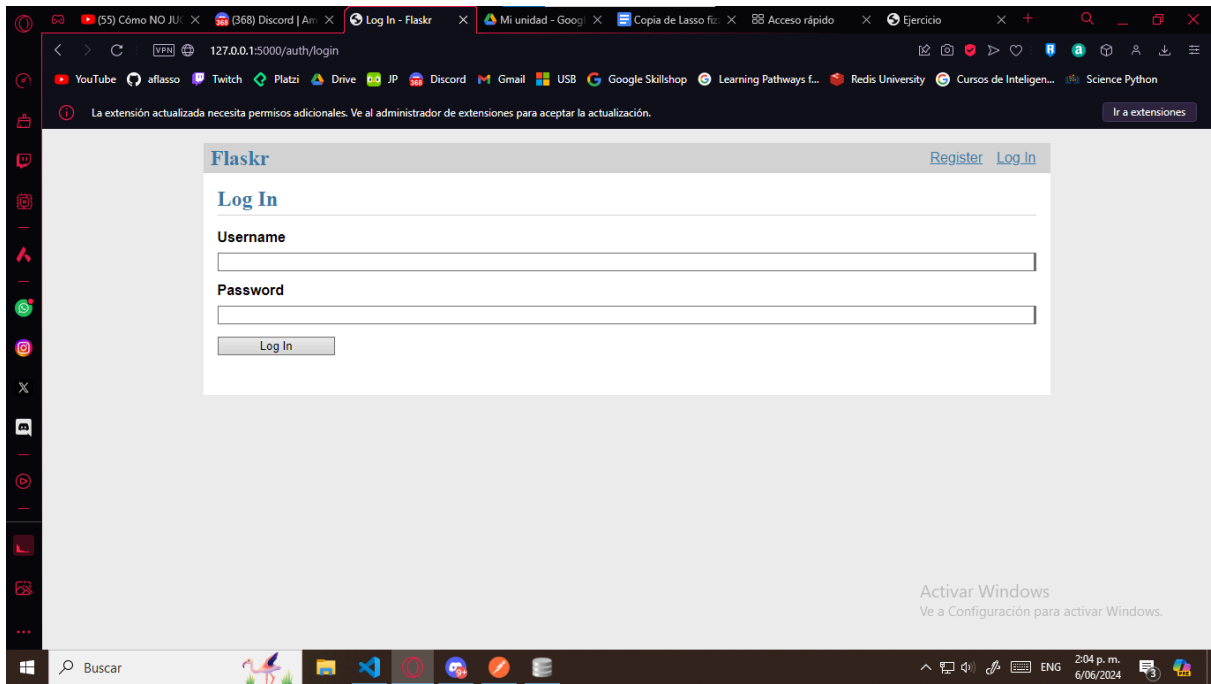 (55) Cómo NO JU
(368) Discord | Am
Log In - Flaskr
Mi unidad - Googl
Copia de Lasso fiz
Acceso rápido
Ejercicio
VPN
127.0.0.1:5000/auth/login
YouTube
aflasso
Twitch
Platzi
Drive
JP
Discord
Gmail
USB
Google Skillshop
Learning Pathways f...
Redis University
Cursos de Inteligen...
Science Python
La extensión actualizada necesita permisos adicionales. Ve al administrador de extensiones para aceptar la actualización.
Ir a extensiones
Flaskr
Register
Log In
Log In
Username
Password
Log In
Activar Windows
Ve a Configuración para activar Windows.
Buscar
ENG
2:04 p. m.
6/06/2024
3